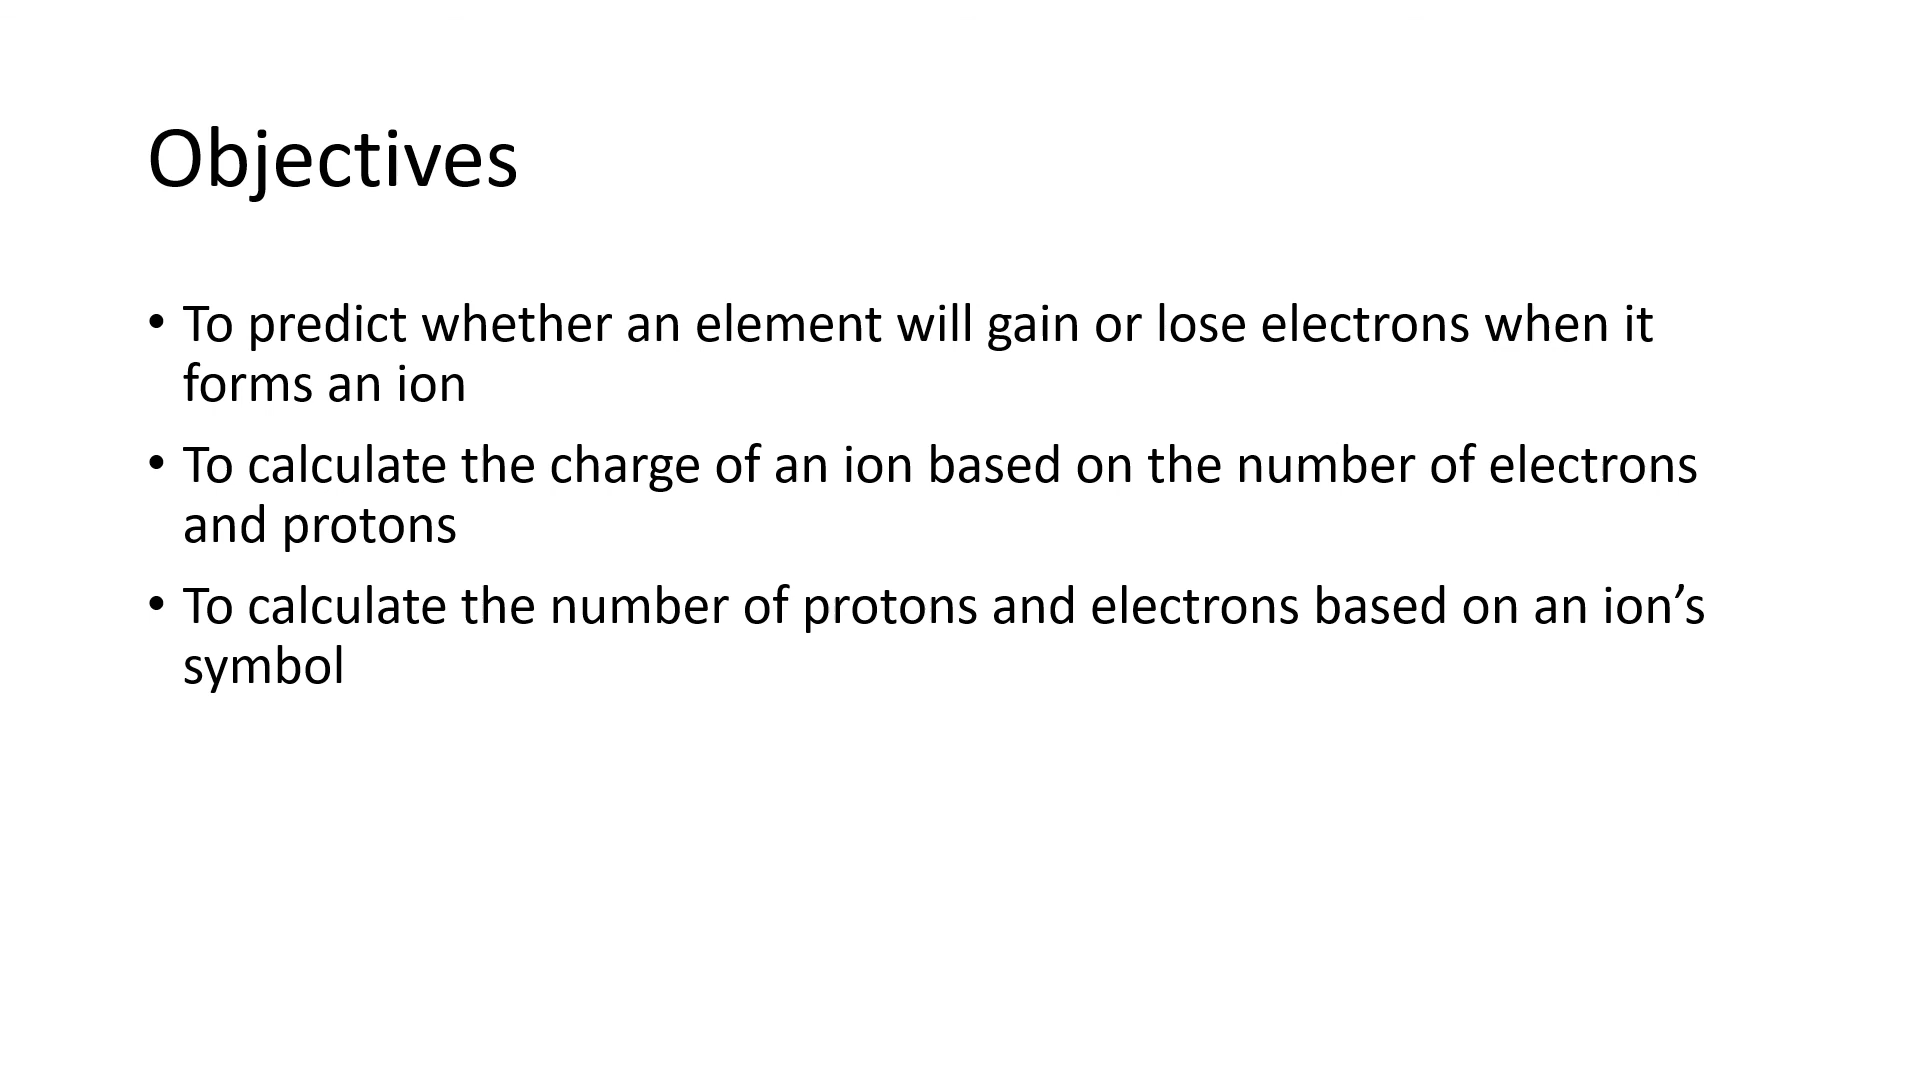 Objectives
• To predict whether an element will gain or lose electrons when it
forms an ion
• To calculate the charge of an ion based on the number of electrons
and protons
• To calculate the number of protons and electrons based on an ion’s
symbol